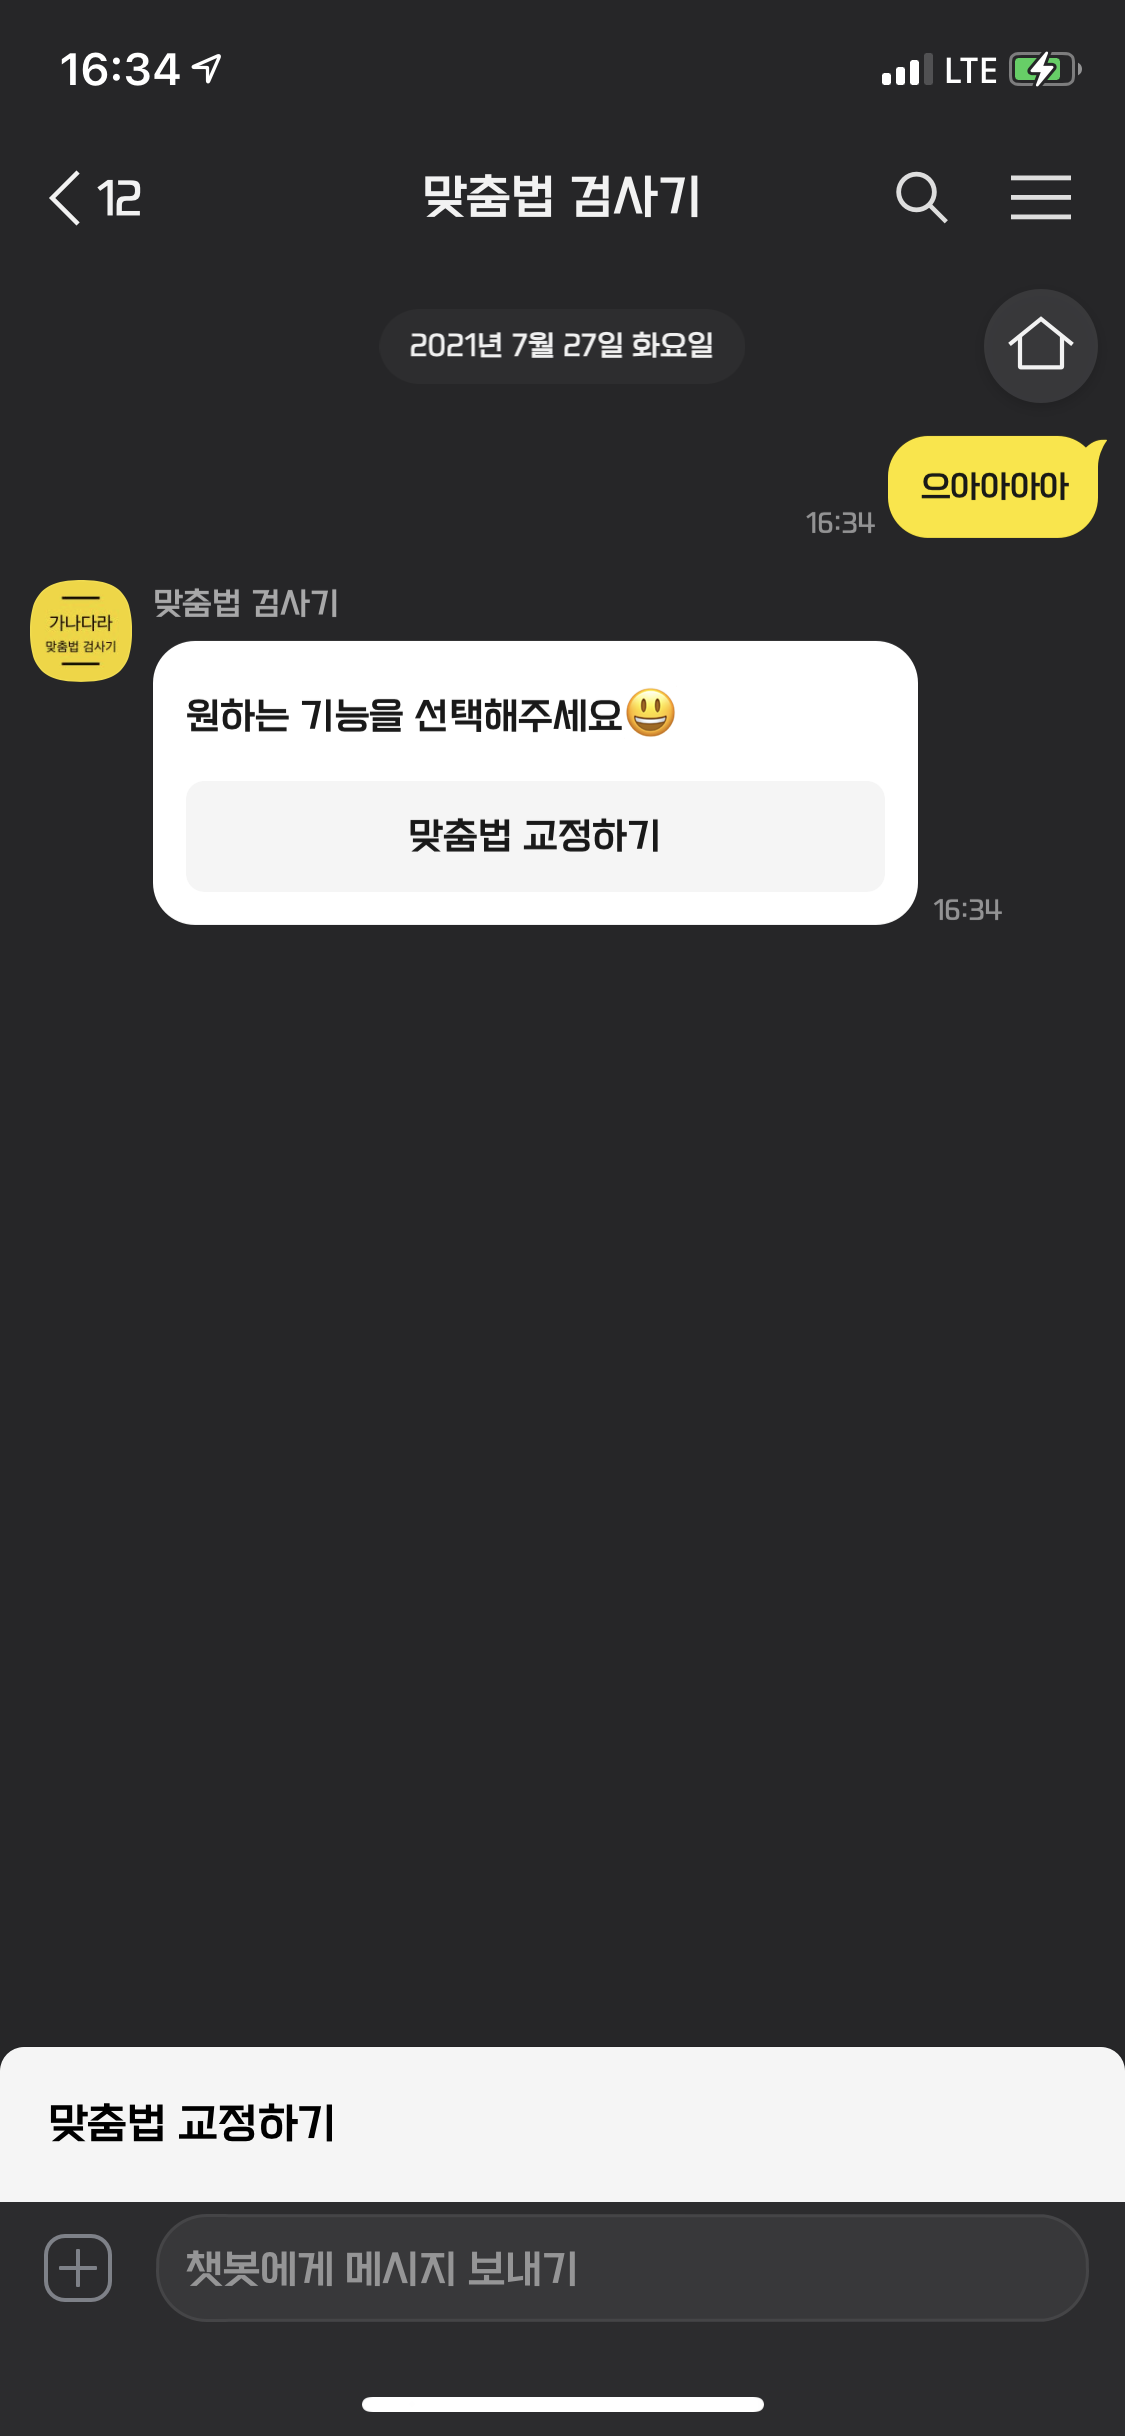 16:34
LTE
12
맞춤법 검사기
2021년 7월 27일 화요일
으아아아아
16:34
가나다라
맞춤법 검사기
맞춤법 검사기
원하는 기능을 선택해주세요😃
맞춤법 교정하기
16:34
맞춤법 교정하기
챗봇에게 메시지 보내기